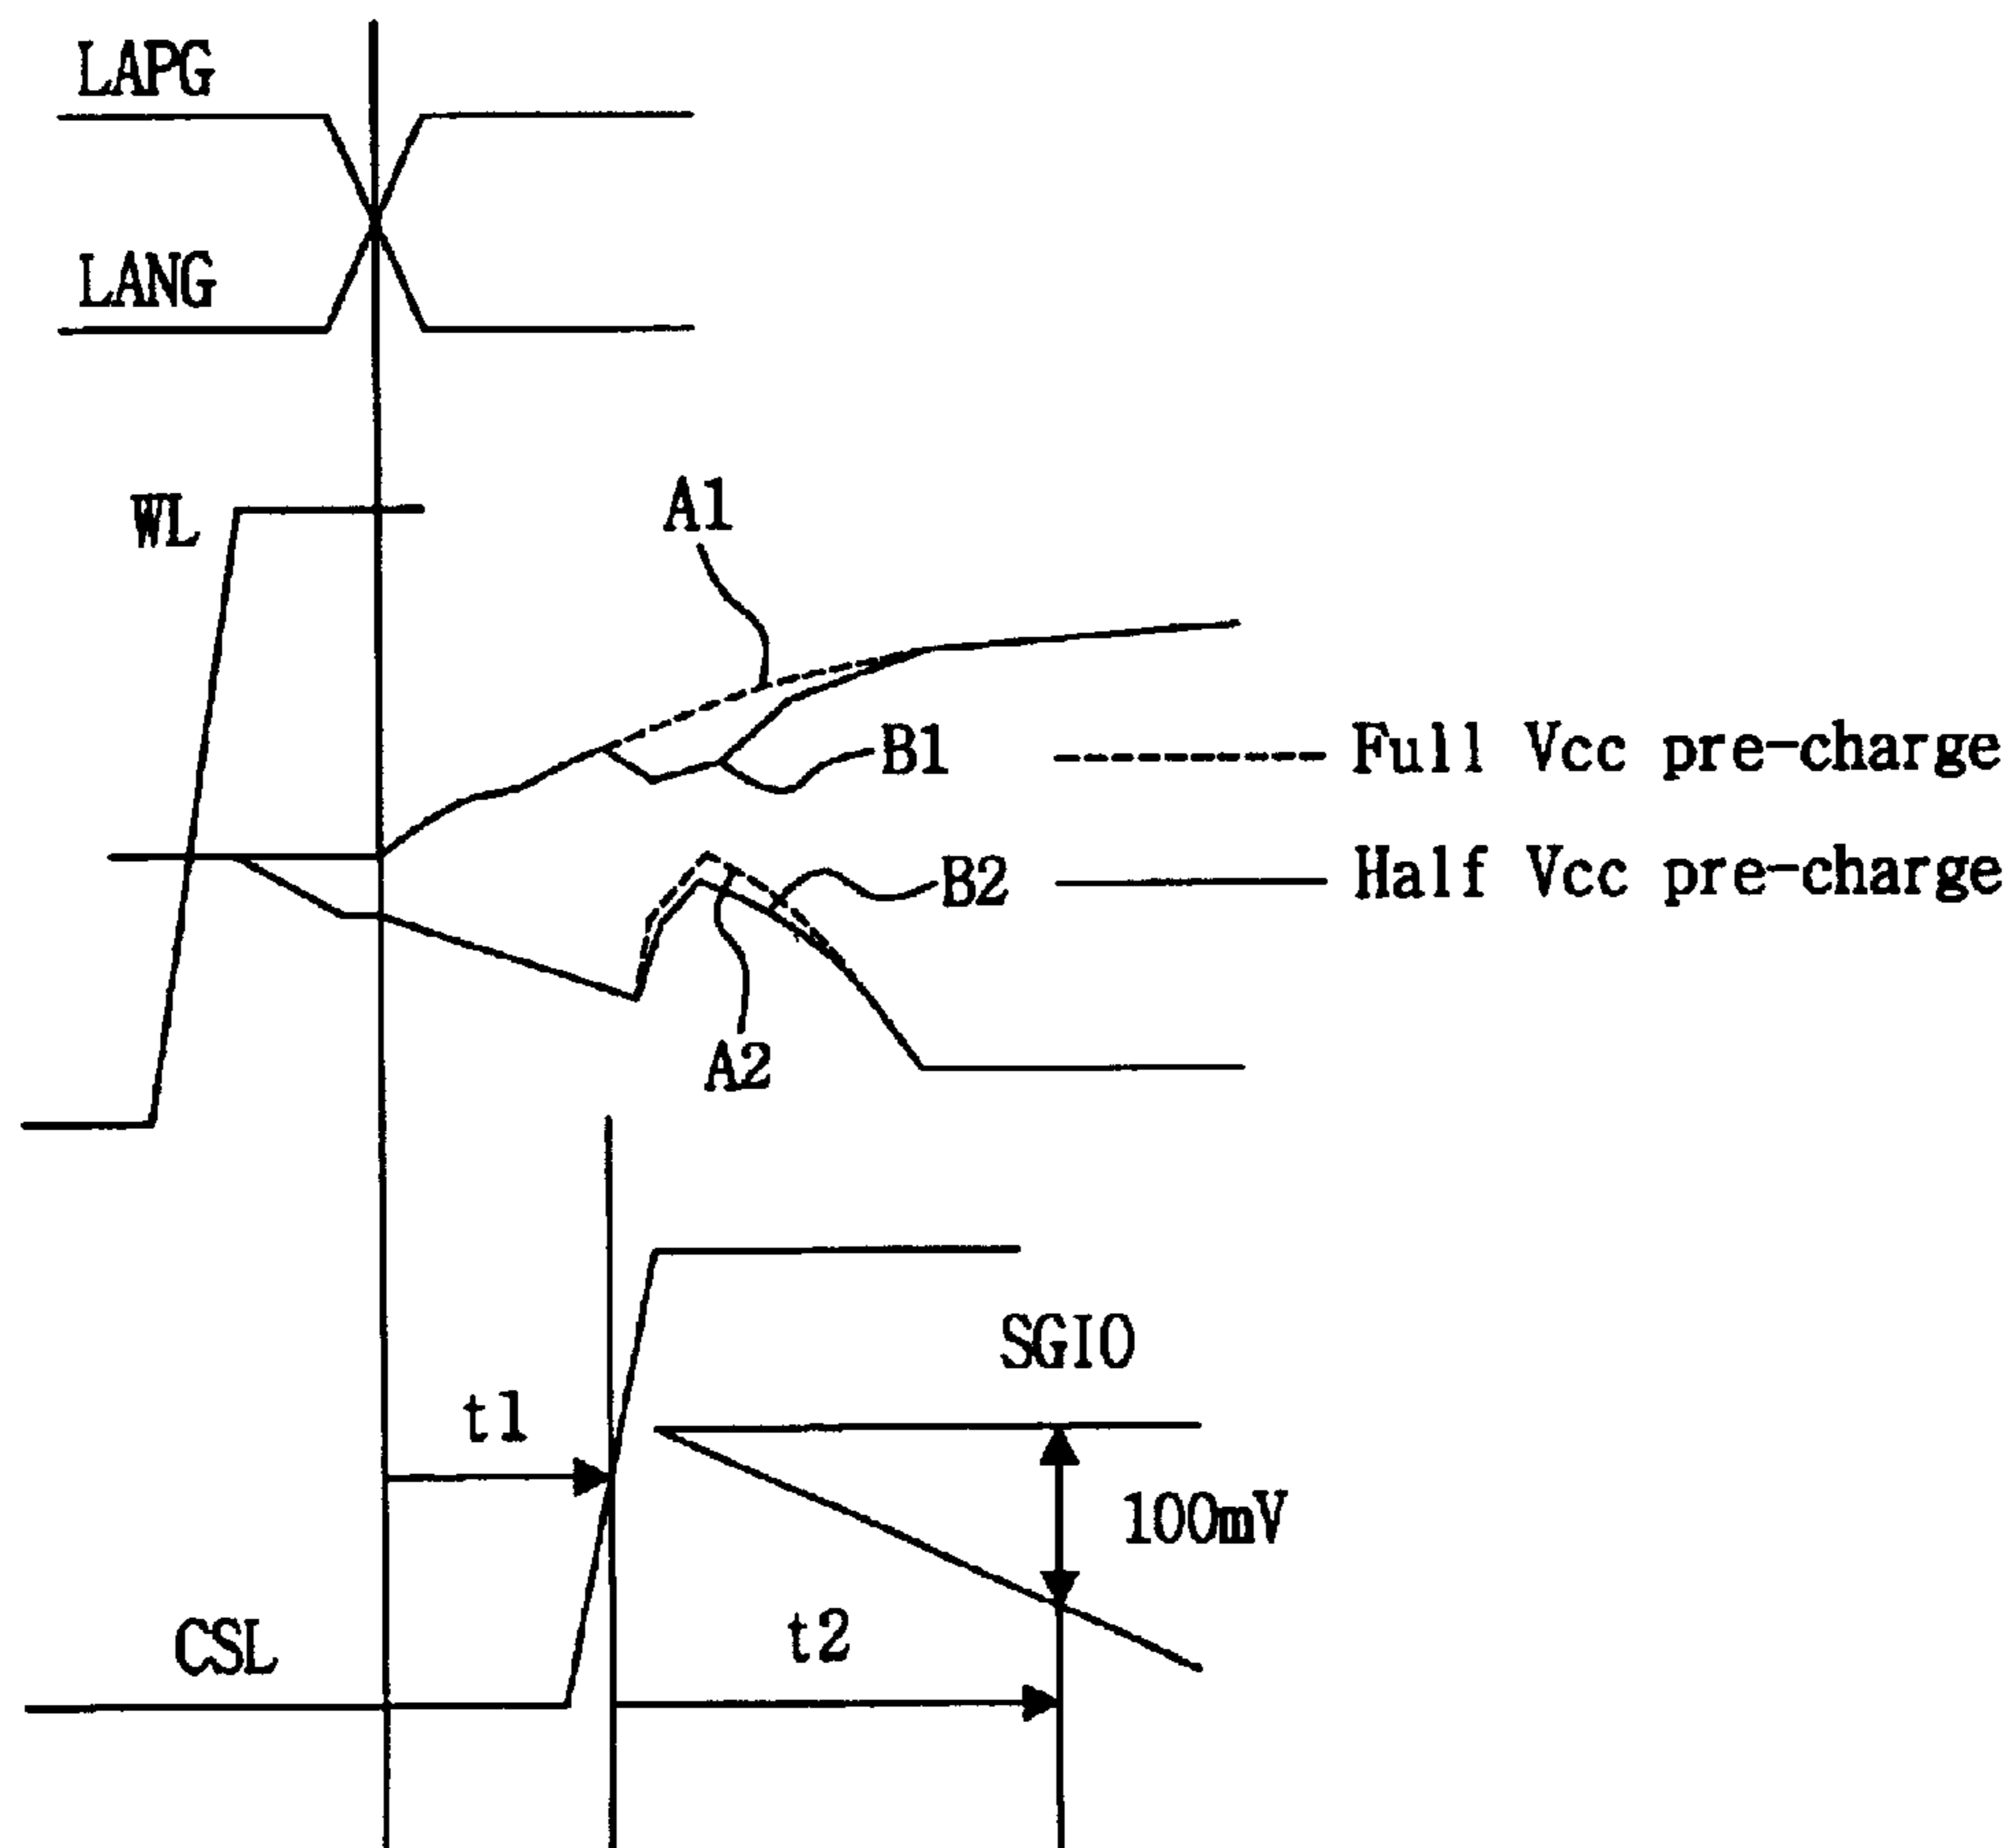 LAPG
LANG
WL
A1
B1
Full Vcc pre-charge
B2
Half Vcc pre-charge
A2
SGIO
t1
100mV
t2
CSL